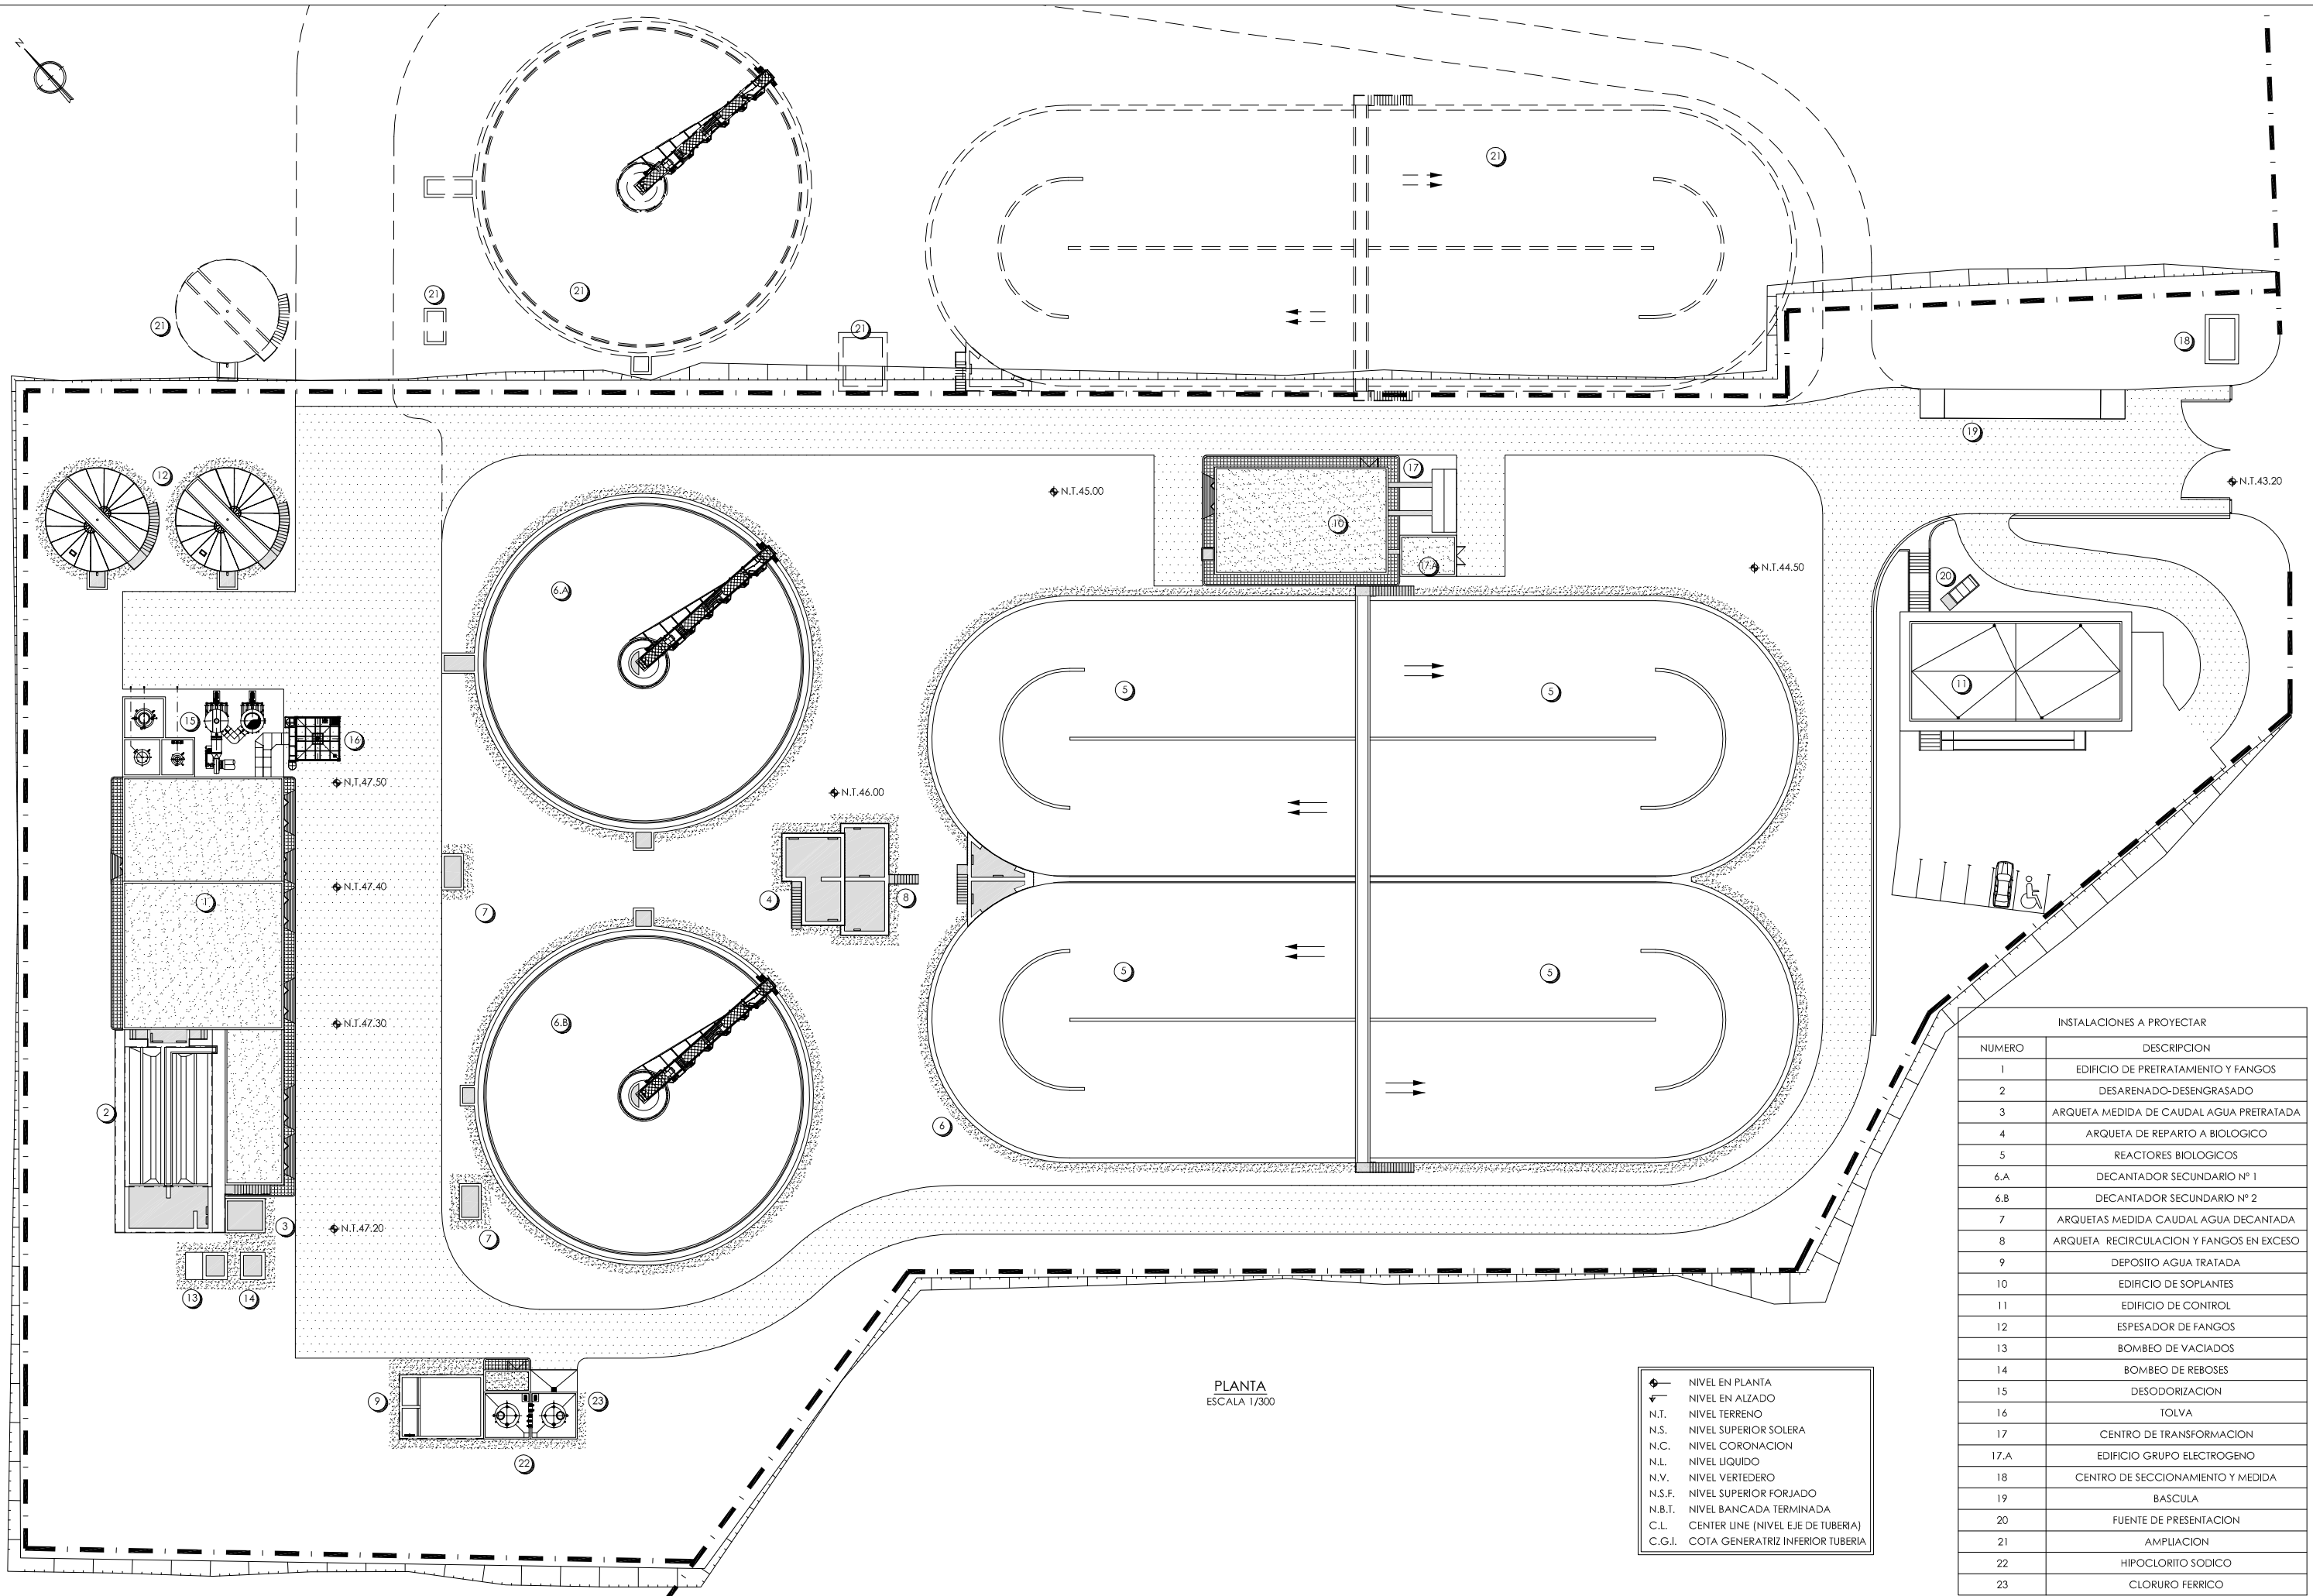 N
21
21
21
21
21
18
19
12
17
N.T.45.00
10
N.T.43.20
17.A
N.T.44.50
20
6.A
5
5
11
15
16
N.T.47.50
N.T.46.00
N.T.47.40
1
4
8
7
5
5
6.B
N.T.47.30
2
6
3
N.T.47.20
7
13
14
9
23
22
PLANTA
ESCALA 1/300
NIVEL EN PLANTA
NIVEL EN ALZADO
N.T. NIVEL TERRENO
N.S. NIVEL SUPERIOR SOLERA
N.C. NIVEL CORONACION
N.L. NIVEL LÍQUIDO
N.V. NIVEL VERTEDERO
N.S.F. NIVEL SUPERIOR FORJADO
N.B.T. NIVEL BANCADA TERMINADA
C.L. CENTER LINE (NIVEL EJE DE TUBERIA)
C.G.I. COTA GENERATRIZ INFERIOR TUBERIA
INSTALACIONES A PROYECTAR
NUMERO DESCRIPCION
1 EDIFICIO DE PRETRATAMIENTO Y FANGOS
2 DESARENADO-DESENGRASADO
3 ARQUETA MEDIDA DE CAUDAL AGUA PRETRATADA
4 ARQUETA DE REPARTO A BIOLOGICO
5 REACTORES BIOLOGICOS
6.A DECANTADOR SECUNDARIO Nº 1
6.B DECANTADOR SECUNDARIO Nº 2
7 ARQUETAS MEDIDA CAUDAL AGUA DECANTADA
8 ARQUETA RECIRCULACION Y FANGOS EN EXCESO
9 DEPOSITO AGUA TRATADA
10 EDIFICIO DE SOPLANTES
11 EDIFICIO DE CONTROL
12 ESPESADOR DE FANGOS
13 BOMBEO DE VACIADOS
14 BOMBEO DE REBOSES
15 DESODORIZACION
16 TOLVA
17 CENTRO DE TRANSFORMACION
17.A EDIFICIO GRUPO ELECTROGENO
18 CENTRO DE SECCIONAMIENTO Y MEDIDA
19 BASCULA
20 FUENTE DE PRESENTACION
21 AMPLIACION
22 HIPOCLORITO SODICO
23 CLORURO FERRICO